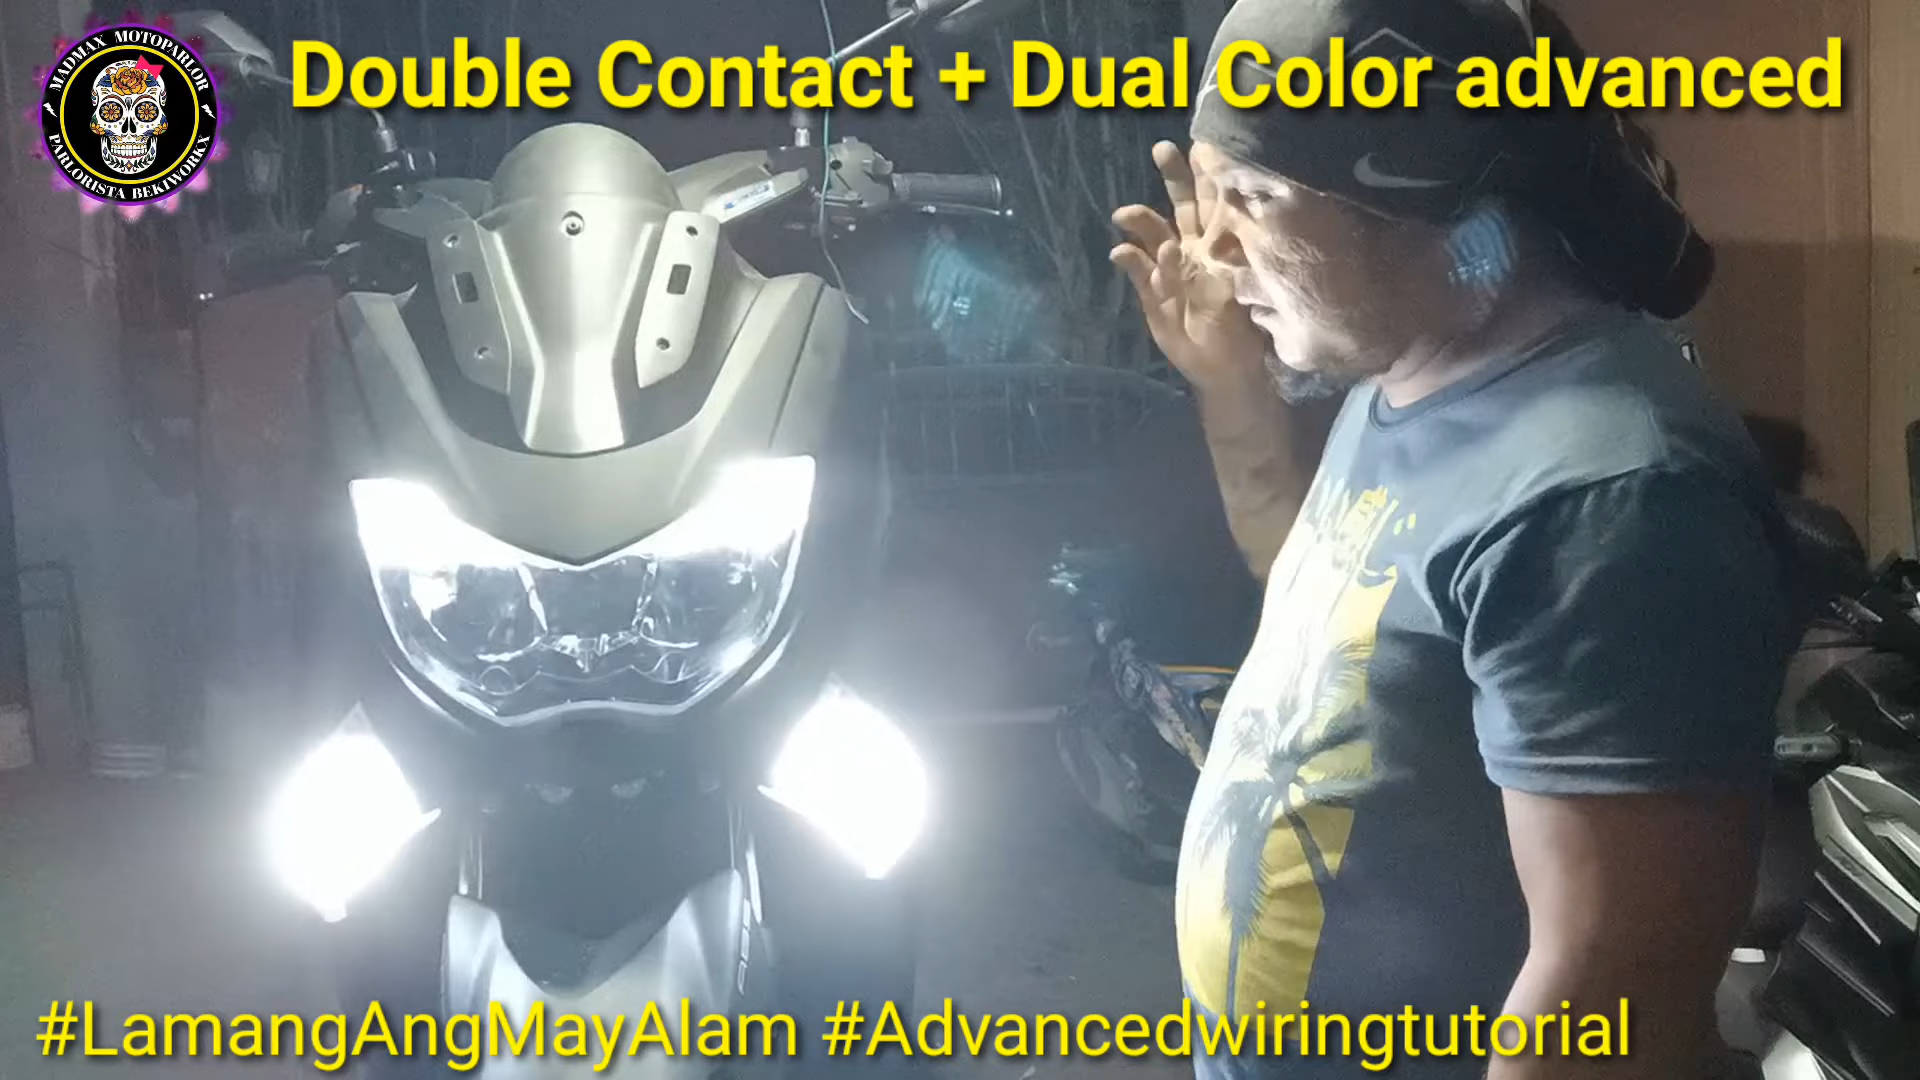 MADMAX MOTOPARLOR
PARLORISTA BEKIWORKX
Double Contact + Dual Color advanced
#LamangAngMayAlam #Advancedwiringtutorial